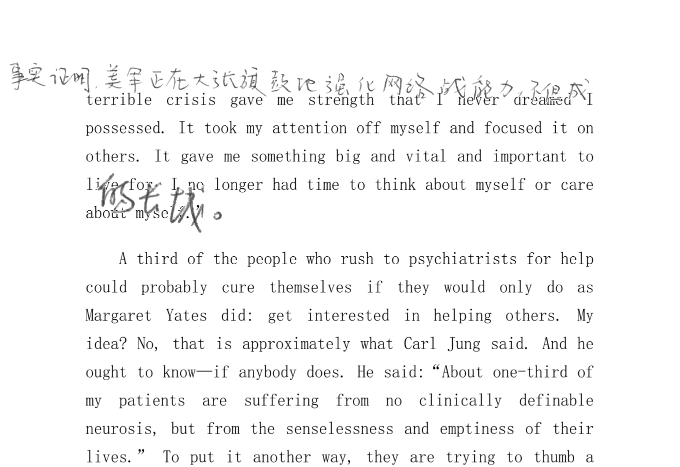 事实证明，美军正在大张旗鼓地强化网络战能力，不但成
terrible crisis gave me strength that I never dreamed I
possessed. It took my attention off myself and focused it on
others. It gave me something big and vital and important to
live for. I no longer had time to think about myself or care
的长城。
about myself.”
A third of the people who rush to psychiatrists for help
could probably cure themselves if they would only do as
Margaret Yates did: get interested in helping others. My
idea? No, that is approximately what Carl Jung said. And he
ought to know—if anybody does. He said: “About one-third of
my patients are suffering from no clinically definable
neurosis, but from the senselessness and emptiness of their
lives.” To put it another way, they are trying to thumb a